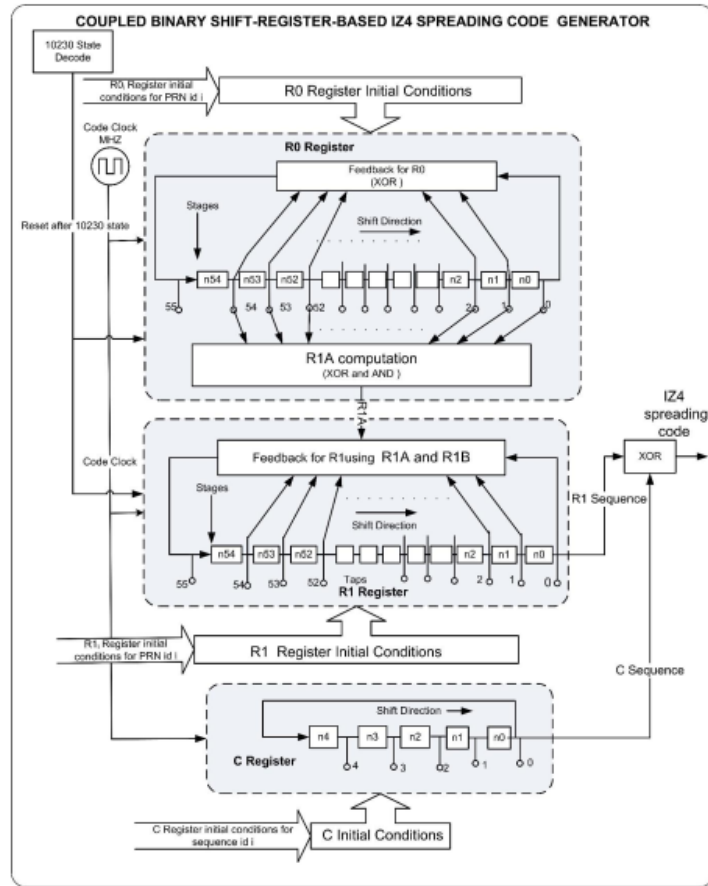 COUPLED BINARY SHIFT-REGISTER-BASED IZ4 SPREADING CODE GENERATOR
10230 State
Decode
R0ᵢ Register initial
conditions for PRN id i
R0 Register Initial Conditions
Code Clock
MHZ
R0 Register
Feedback for R0
(XOR )
Stages
Shift Direction
Reset after 10230 state
n54 n53 n52 n2 n1 n0
55 54 53 52 2 1 0
R1A computation
(XOR and AND )
R1A
IZ4
spreading
code
XOR
Feedback for R1using R1A and R1B
Code Clock
R1 Sequence
Stages
Shift Direction
n54 n53 n52 n2 n1 n0
55 54 53 52 Taps 2 1 0
R1 Register
R1ᵢ Register initial
conditions for PRN id i
R1 Register Initial Conditions
C Sequence
Shift Direction
n4 n3 n2 n1 n0
4 3 2 1 0
C Register
C Register initial conditions for
sequence id i
C Initial Conditions